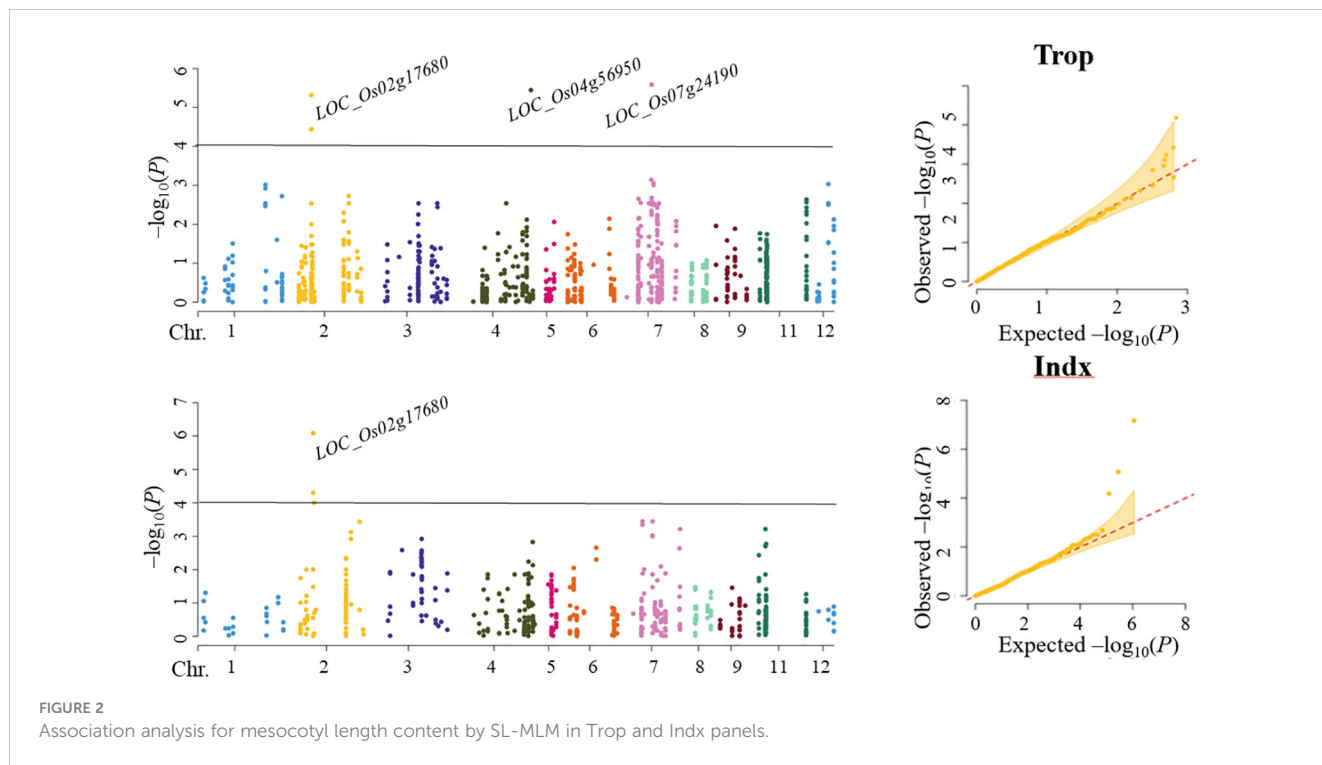 Trop
6
5
4
3
2
1
0
−log10(P)
LOC_Os02g17680
LOC_Os04g56950
LOC_Os07g24190
Chr. 1 2 3 4 5 6 7 8 9 11 12
5
4
3
2
1
0
Observed −log10(P)
0 1 2 3
Expected −log10(P)
Indx
7
6
5
4
3
2
1
0
−log10(P)
LOC_Os02g17680
Chr. 1 2 3 4 5 6 7 8 9 11 12
8
6
4
2
0
Observed −log10(P)
0 2 4 6 8
Expected −log10(P)
FIGURE 2
Association analysis for mesocotyl length content by SL-MLM in Trop and Indx panels.